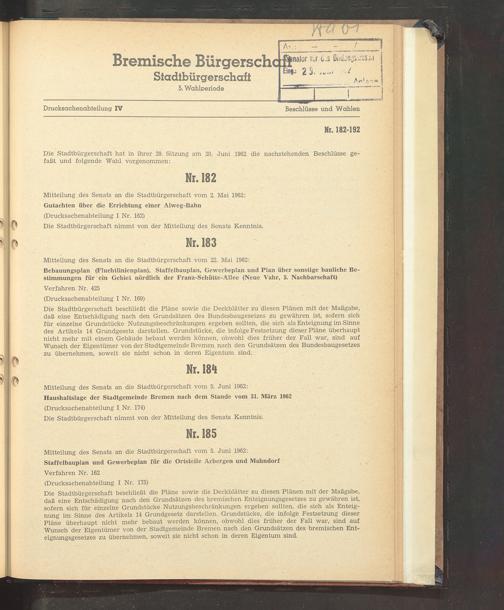 Bremische Bürgerschaft
Stadtbürgerschaft
5. Wahlperiode
Drucksachenabteilung IV
Beschlüsse und Wahlen
Nr. 182-192
Die Stadtbürgerschaft hat in ihrer 28. Sitzung am 20. Juni 1962 die nachstehenden Beschlüsse ge-
faßt und folgende Wahl vorgenommen:
Nr. 182
Mitteilung des Senats an die Stadtbürgerschaft vom 2. Mai 1962:
Gutachten über die Errichtung einer Alweg-Bahn
(Drucksachenabteilung I Nr. 162)
Die Stadtbürgerschaft nimmt von der Mitteilung des Senats Kenntnis.
Nr. 183
Mitteilung des Senats an die Stadtbürgerschaft vom 22. Mai 1962:
Bebauungsplan (Fluchtlinienplan), Staffelbauplan, Gewerbeplan und Plan über sonstige bauliche Be-
stimmungen für ein Gebiet nördlich der Franz-Schütte-Allee (Neue Vahr, 5. Nachbarschaft)
Verfahren Nr. 425
(Drucksachenabteilung I Nr. 169)
Die Stadtbürgerschaft beschließt die Pläne sowie die Deckblätter zu diesen Plänen mit der Maßgabe,
daß eine Entschädigung nach den Grundsätzen des Bundesbaugesetzes zu gewähren ist, sofern sich
für einzelne Grundstücke Nutzungsbeschränkungen ergeben sollten, die sich als Enteignung im Sinne
des Artikels 14 Grundgesetz darstellen. Grundstücke, die infolge Festsetzung dieser Pläne überhaupt
nicht mehr mit einem Gebäude bebaut werden können, obwohl dies früher der Fall war, sind auf
Wunsch der Eigentümer von der Stadtgemeinde Bremen nach den Grundsätzen des Bundesbaugesetzes
zu übernehmen, soweit sie nicht schon in deren Eigentum sind.
Nr. 184
Mitteilung des Senats an die Stadtbürgerschaft vom 5. Juni 1962:
Haushaltslage der Stadtgemeinde Bremen nach dem Stande vom 31. März 1962
(Drucksachenabteilung I Nr. 174)
Die Stadtbürgerschaft nimmt von der Mitteilung des Senats Kenntnis.
Nr. 185
Mitteilung des Senats an die Stadtbürgerschaft vom 5. Juni 1962:
Staffelbauplan und Gewerbeplan für die Ortsteile Arbergen und Mahndorf
Verfahren Nr. 162
(Drucksachenabteilung I Nr. 175)
Die Stadtbürgerschaft beschließt die Pläne sowie die Deckblätter zu diesen Plänen mit der Maßgabe,
daß eine Entschädigung nach den Grundsätzen des bremischen Enteignungsgesetzes zu gewähren ist,
sofern sich für einzelne Grundstücke Nutzungsbeschränkungen ergeben sollten, die sich als Enteig-
nung im Sinne des Artikels 14 Grundgesetz darstellen. Grundstücke, die infolge Festsetzung dieser
Pläne überhaupt nicht mehr bebaut werden können, obwohl dies früher der Fall war, sind auf
Wunsch der Eigentümer von der Stadtgemeinde Bremen nach den Grundsätzen des bremischen Ent-
eignungsgesetzes zu übernehmen, soweit sie nicht schon in deren Eigentum sind.